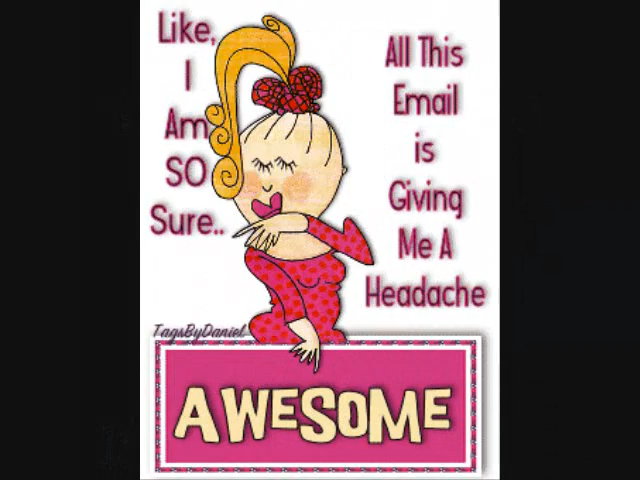 Like,
I
Am
SO
Sure..
All This
Email
is
Giving
Me A
Headache
TagsByDaniel
AWESOME